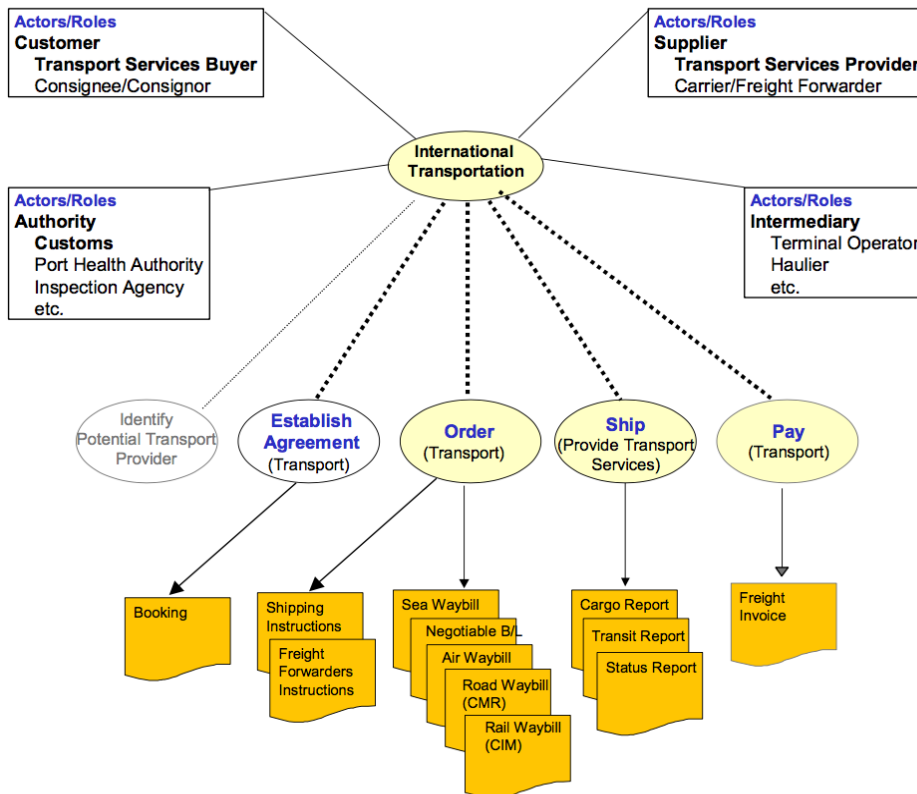 Actors/Roles
Customer
Transport Services Buyer
Consignee/Consignor
Actors/Roles
Supplier
Transport Services Provider
Carrier/Freight Forwarder
International
Transportation
Actors/Roles
Authority
Customs
Port Health Authority
Inspection Agency
etc.
Actors/Roles
Intermediary
Terminal Operator
Haulier
etc.
Identify
Potential Transport
Provider
Establish
Agreement
(Transport)
Order
(Transport)
Ship
(Provide Transport
Services)
Pay
(Transport)
Booking
Shipping
Instructions
Freight
Forwarders
Instructions
Sea Waybill
Negotiable B/L
Air Waybill
Road Waybill
(CMR)
Rail Waybill
(CIM)
Cargo Report
Transit Report
Status Report
Freight
Invoice